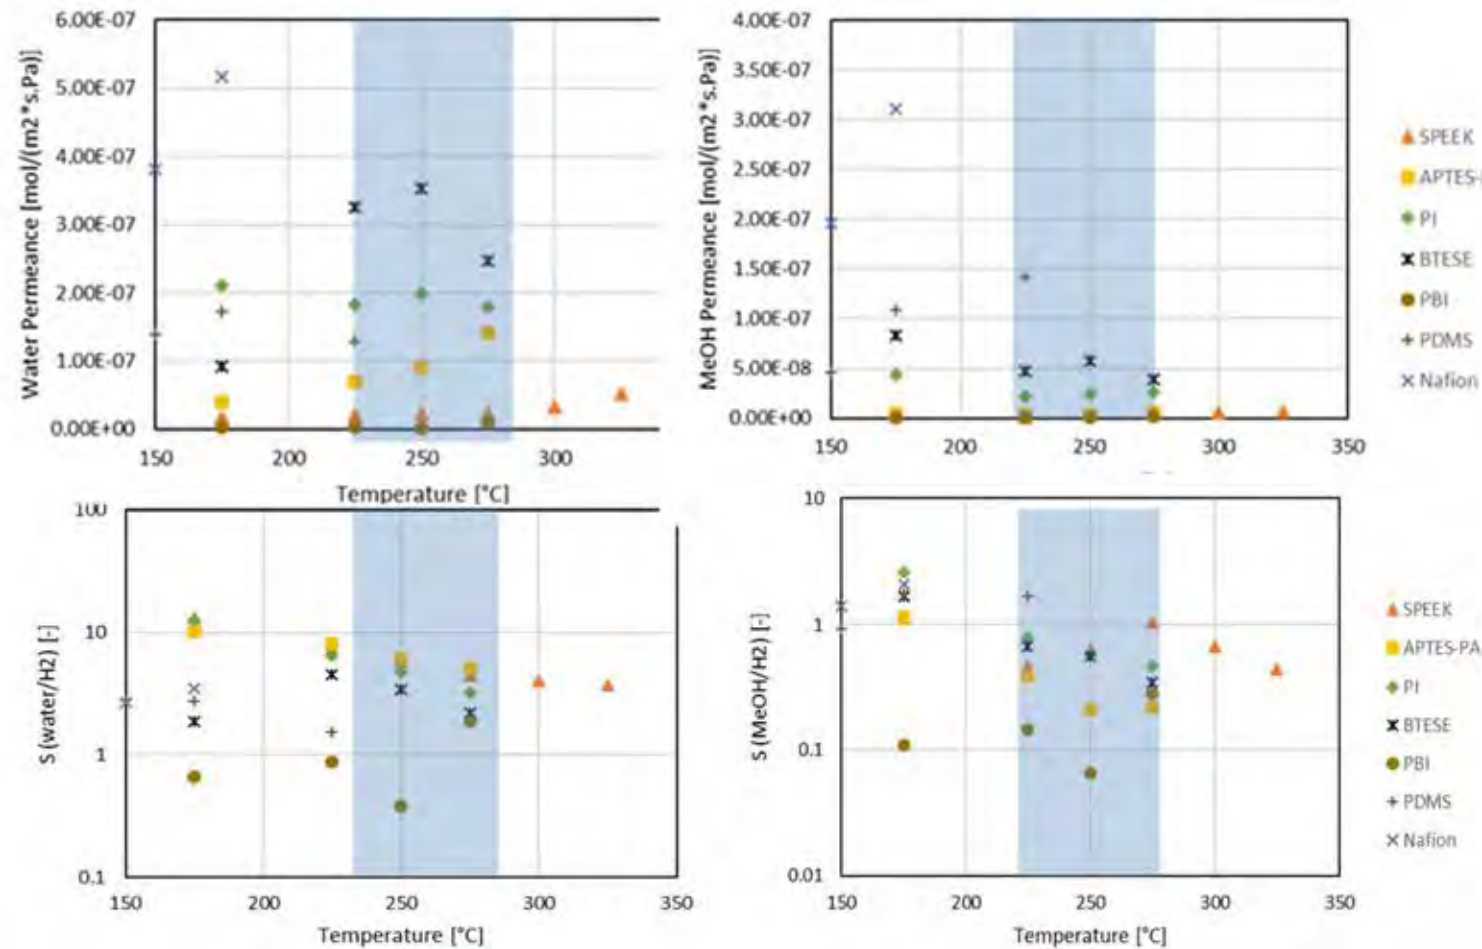 Water Permeance [mol/(m2*s.Pa)]
6.00E-07
5.00E-07
4.00E-07
3.00E-07
2.00E-07
1.00E-07
0.00E+00
150 200 250 300
Temperature [°C]
MeOH Permeance [mol/(m2*s.Pa)]
4.00E-07
3.50E-07
3.00E-07
2.50E-07
2.00E-07
1.50E-07
1.00E-07
5.00E-08
0.00E+00
150 200 250 300 350
SPEEK
APTES-
PI
BTESE
PBI
PDMS
Nafion
S (water/H2) [-]
100
10
1
0.1
150 200 250 300 350
Temperature [°C]
S (MeOH/H2) [-]
10
1
0.1
0.01
150 200 250 300 350
Temperature [°C]
SPEEK
APTES-PA
PI
BTESE
PBI
PDMS
Nafion